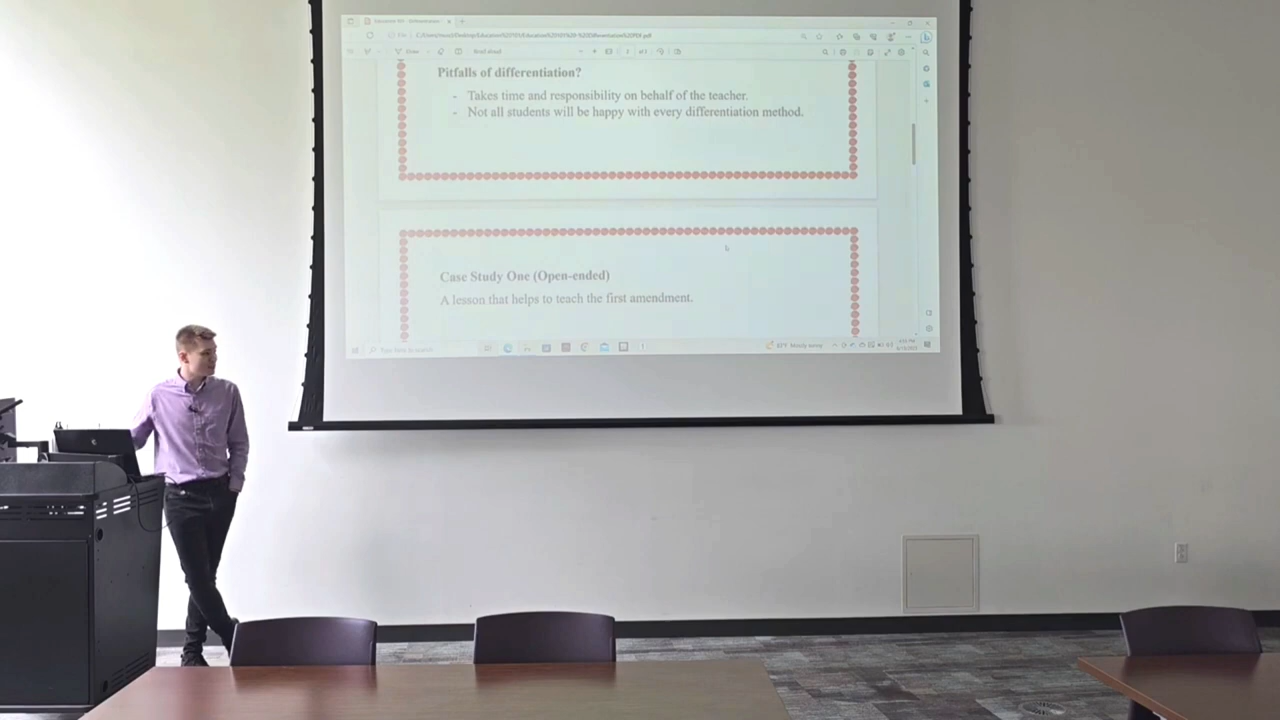 Pitfalls of differentiation?
- Takes time and responsibility on behalf of the teacher.
- Not all students will be happy with every differentiation method.
Case Study One (Open-ended)
A lesson that helps to teach the first amendment.